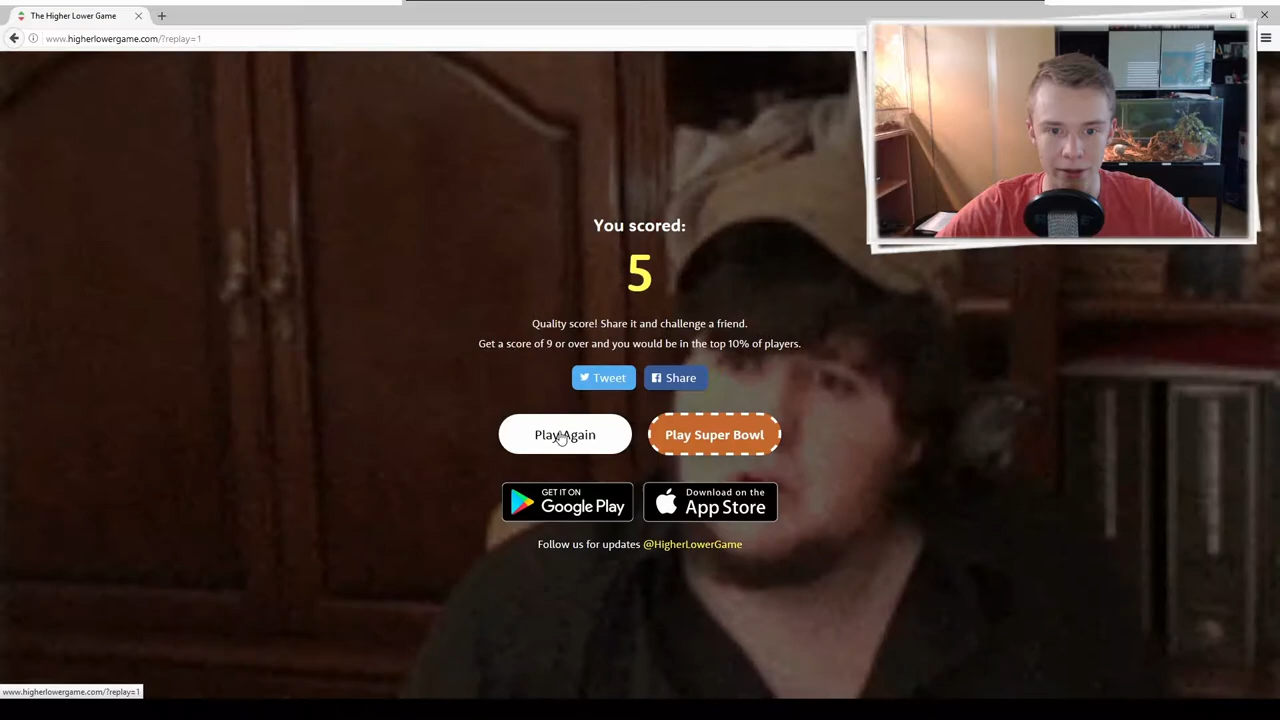 The Higher Lower Game
www.higherlowergame.com/?replay=1
You scored:
5
Quality score! Share it and challenge a friend.
Get a score of 9 or over and you would be in the top 10% of players.
Tweet Share
Play Again Play Super Bowl
GET IT ON
Google Play
Download on the
App Store
Follow us for updates @HigherLowerGame
www.higherlowergame.com/?replay=1